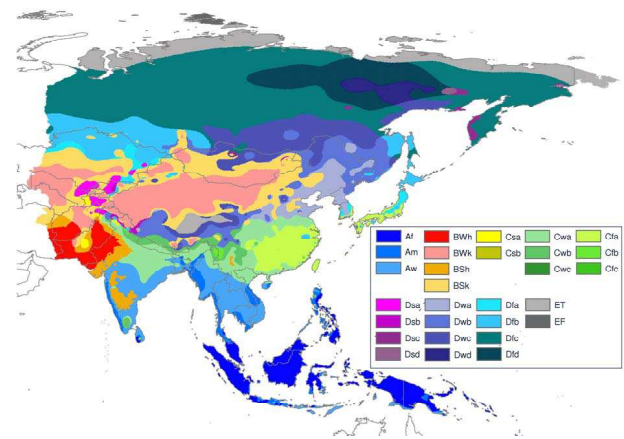 Af BWh Csa Cwa Cfa
Am BWk Csb Cwb Cfb
Aw BSh Cwc Cfc
BSk
Dsa Dwa Dfa ET
Dsb Dwb Dfb EF
Dsc Dwc Dfc
Dsd Dwd Dfd